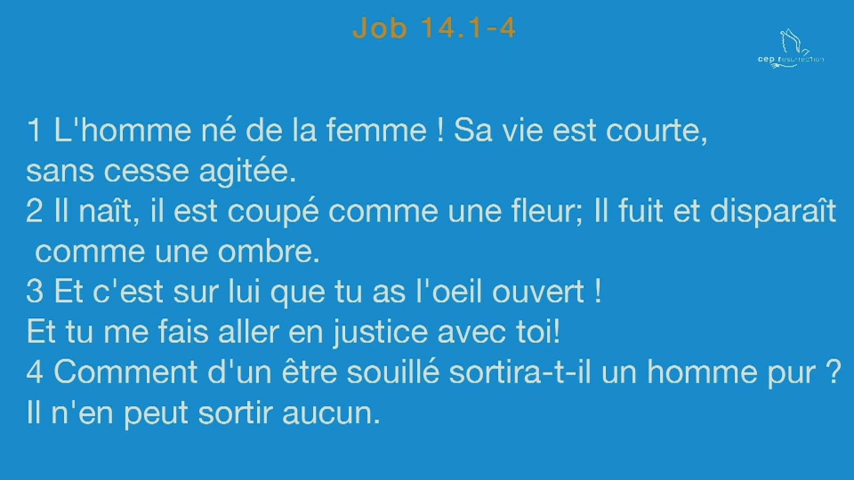 Job 14.1-4
cep résurrection
1 L'homme né de la femme ! Sa vie est courte,
sans cesse agitée.
2 Il naît, il est coupé comme une fleur; Il fuit et disparaît
comme une ombre.
3 Et c'est sur lui que tu as l'oeil ouvert !
Et tu me fais aller en justice avec toi!
4 Comment d'un être souillé sortira-t-il un homme pur ?
Il n'en peut sortir aucun.